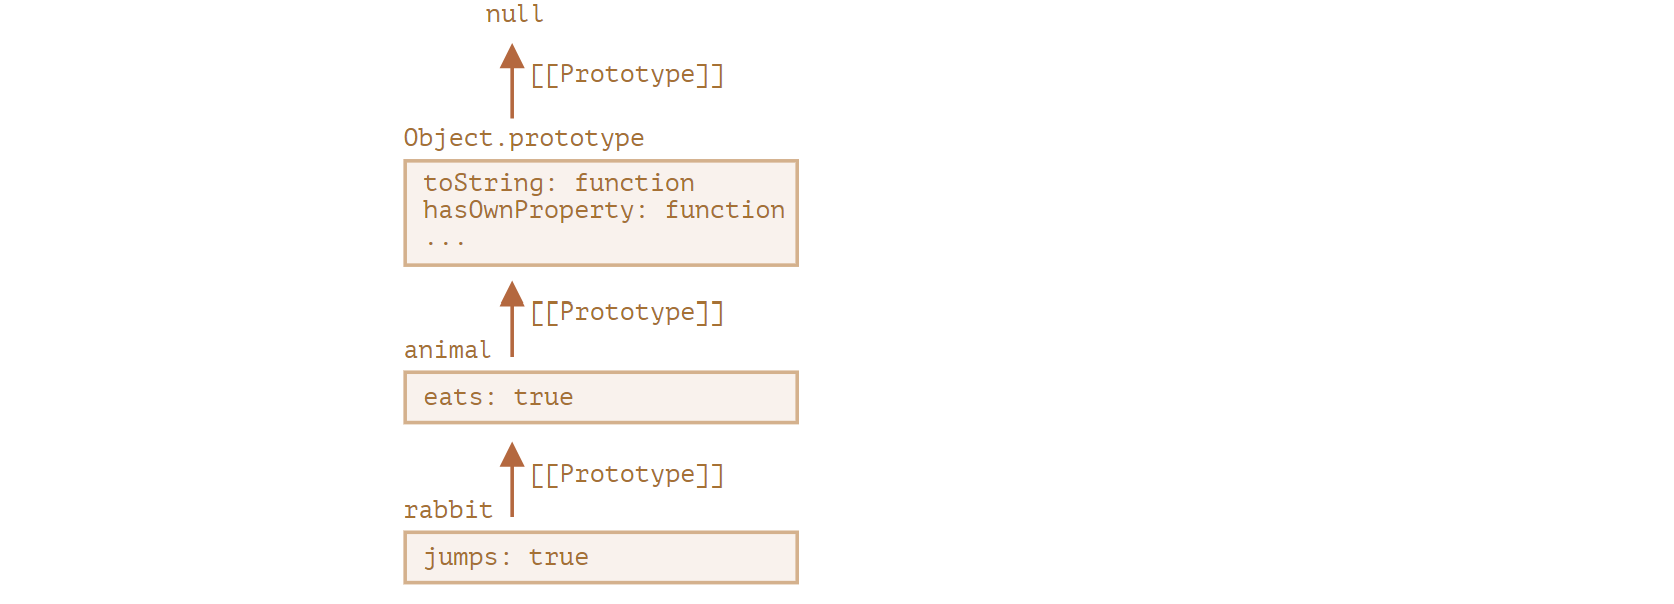 null
[[Prototype]]
Object.prototype
toString: function
hasOwnProperty: function
...
[[Prototype]]
animal
eats: true
[[Prototype]]
rabbit
jumps: true